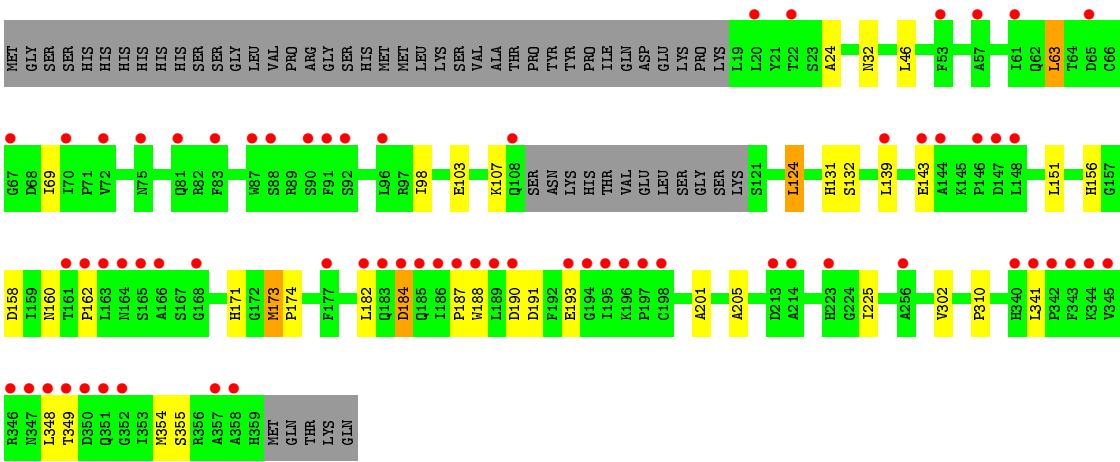 MET GLY SER SER HIS HIS HIS HIS HIS HIS SER SER GLY LEU VAL PRO ARG GLY SER HIS MET MET LEU LYS SER VAL ALA THR PRO TYR TYR PRO ILE GLN ASP GLU LYS PRO LYS L19 L20 Y21 T22 S23 A24 N32 L46 F53 A57 I61 Q62 L63 T64 D65 C66
G67 D68 I69 I70 P71 V72 N75 Q81 R82 F83 W87 S88 R89 S90 F91 S92 L96 R97 I98 E103 K107 Q108 SER ASN LYS HIS THR VAL GLU LEU SER GLY SER LYS S121 L124 H131 S132 L139 E143 A144 K145 P146 D147 L148 L151 H156 G157
D158 I159 N160 T161 P162 L163 N164 S165 A166 S167 G168 H171 G172 M173 P174 F177 L182 Q183 D184 Q185 I186 P187 W188 L189 D190 D191 F192 E193 G194 I195 K196 P197 C198 A201 A205 D213 A214 H223 G224 I225 A256 V302 P310 H340 L341 P342 F343 K344 V345
R346 N347 L348 T349 D350 Q351 G352 I353 M354 S355 R356 A357 A358 H359 MET GLN THR LYS GLN